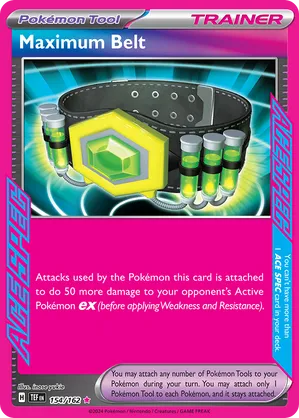 Pokémon Tool
TRAINER
Maximum Belt
ACE SPEC
ACE SPEC
You can't have more than
1 ACE SPEC card in your deck.
Attacks used by the Pokémon this card is attached
to do 50 more damage to your opponent's Active
Pokémon ex (before applying Weakness and Resistance).
Illus. inose yukie
H TEF EN 154/162
You may attach any number of Pokémon Tools to your
Pokémon during your turn. You may attach only 1
Pokémon Tool to each Pokémon, and it stays attached.
©2024 Pokémon / Nintendo / Creatures / GAME FREAK